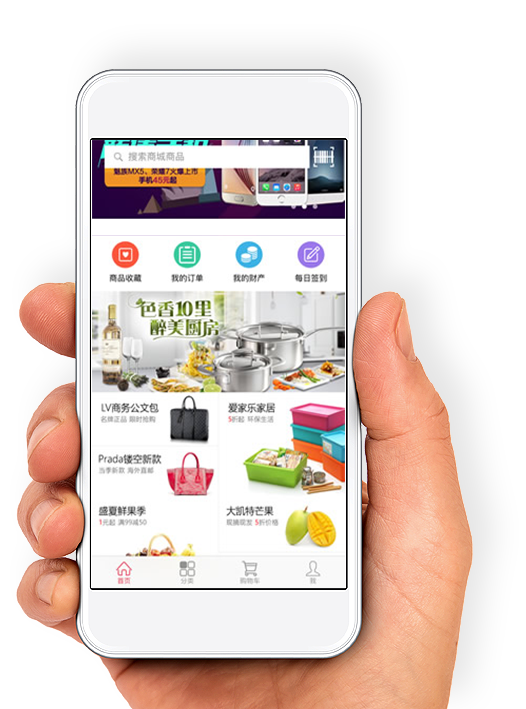 搜索商城商品
魅族MX5、荣耀7火爆上市
手机45元起
商品收藏
我的订单
我的财产
每日签到
色香10里
醉美厨房
LV商务公文包
名牌正品 限时抢购
爱家乐家居
5折起 环保生活
Prada镂空新款
当季新款 海外直邮
盛夏鲜果季
1元起 满99减50
大凯特芒果
现摘现发 5折价格
首页
分类
购物车
我